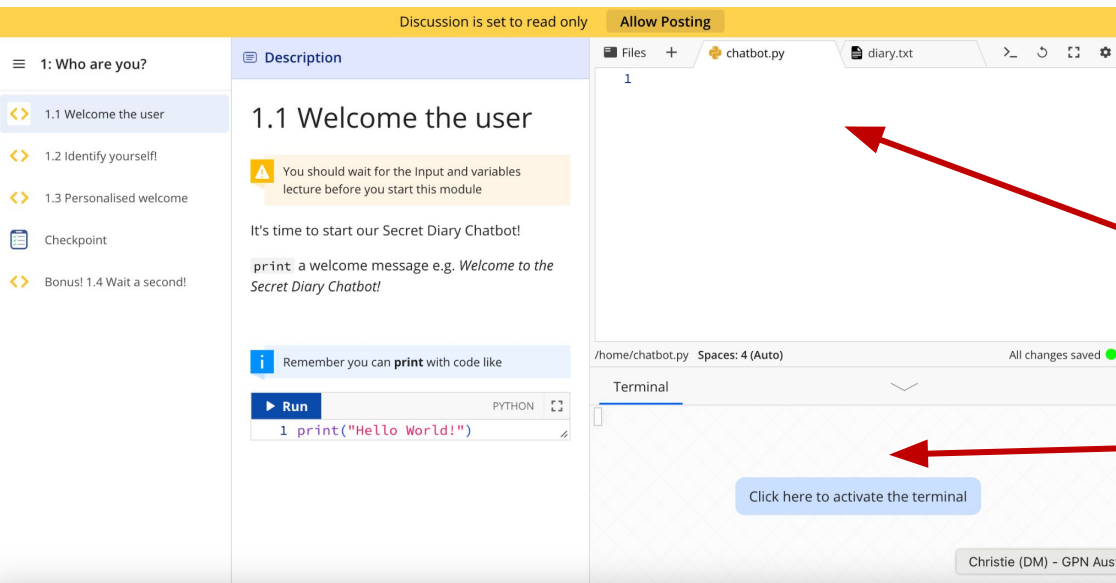 Discussion is set to read only Allow Posting
1: Who are you?
1.1 Welcome the user
1.2 Identify yourself!
1.3 Personalised welcome
Checkpoint
Bonus! 1.4 Wait a second!
Description
1.1 Welcome the user
You should wait for the Input and variables
lecture before you start this module
It's time to start our Secret Diary Chatbot!
print a welcome message e.g. Welcome to the
Secret Diary Chatbot!
Remember you can print with code like
Run PYTHON
1 print("Hello World!")
Files + chatbot.py diary.txt >_
1
/home/chatbot.py Spaces: 4 (Auto) All changes saved
Terminal
Click here to activate the terminal
Christie (DM) - GPN Aus